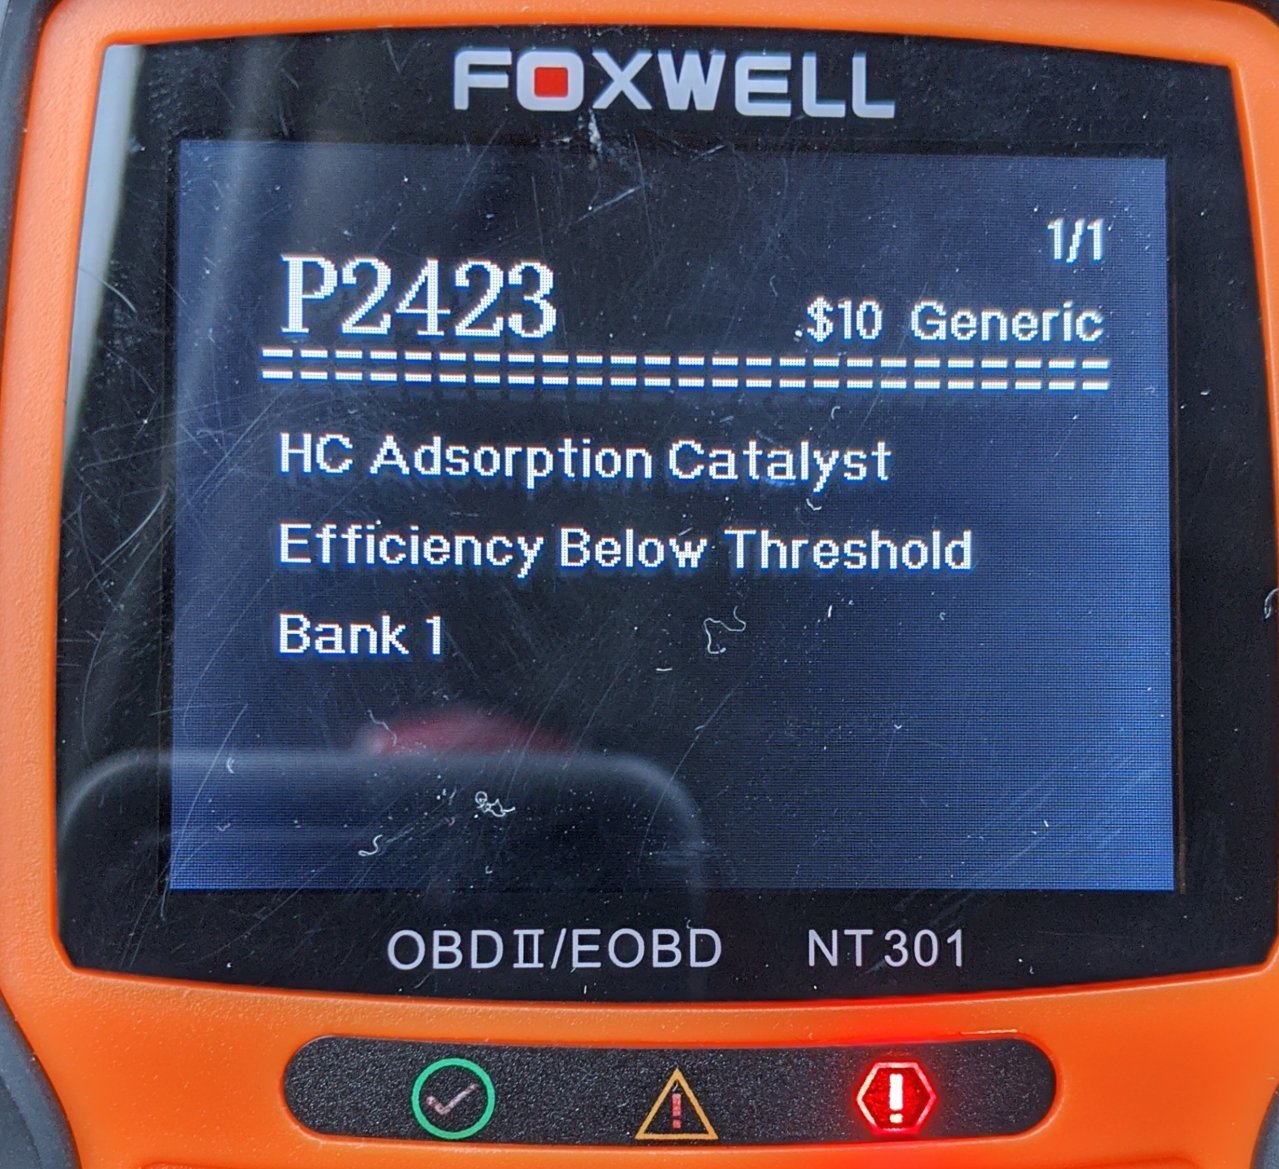 FOXWELL
1/1
P2423 $10 Generic
========================
HC Adsorption Catalyst
Efficiency Below Threshold
Bank 1
OBDⅡ/EOBD NT301